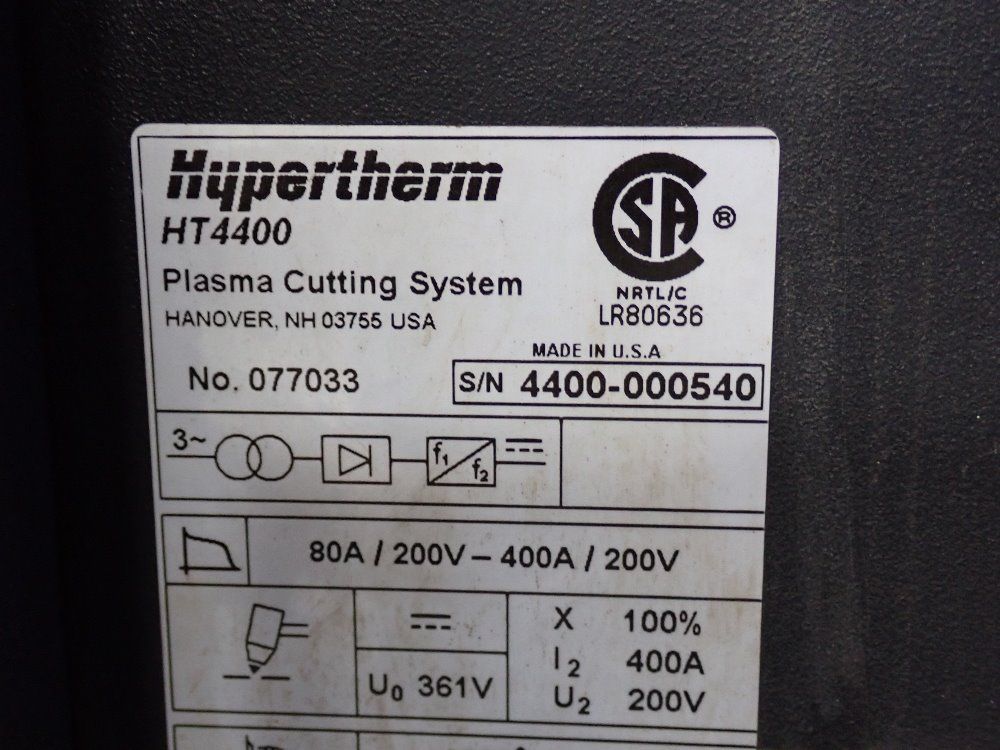 Hypertherm
HT4400
Plasma Cutting System
HANOVER, NH 03755 USA
No. 077033
CSA ®
NRTL/C
LR80636
MADE IN U.S.A
S/N 4400-000540
3~
f1
f2
80A / 200V – 400A / 200V
U0 361V
X 100%
I2 400A
U2 200V